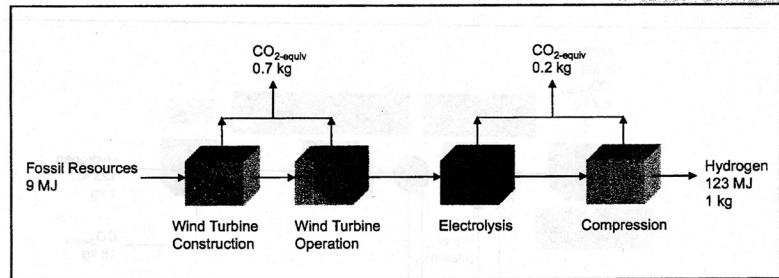 CO2-equiv
0.7 kg
CO2-equiv
0.2 kg
Fossil Resources
9 MJ
Hydrogen
123 MJ
1 kg
Wind Turbine
Construction
Wind Turbine
Operation
Electrolysis
Compression